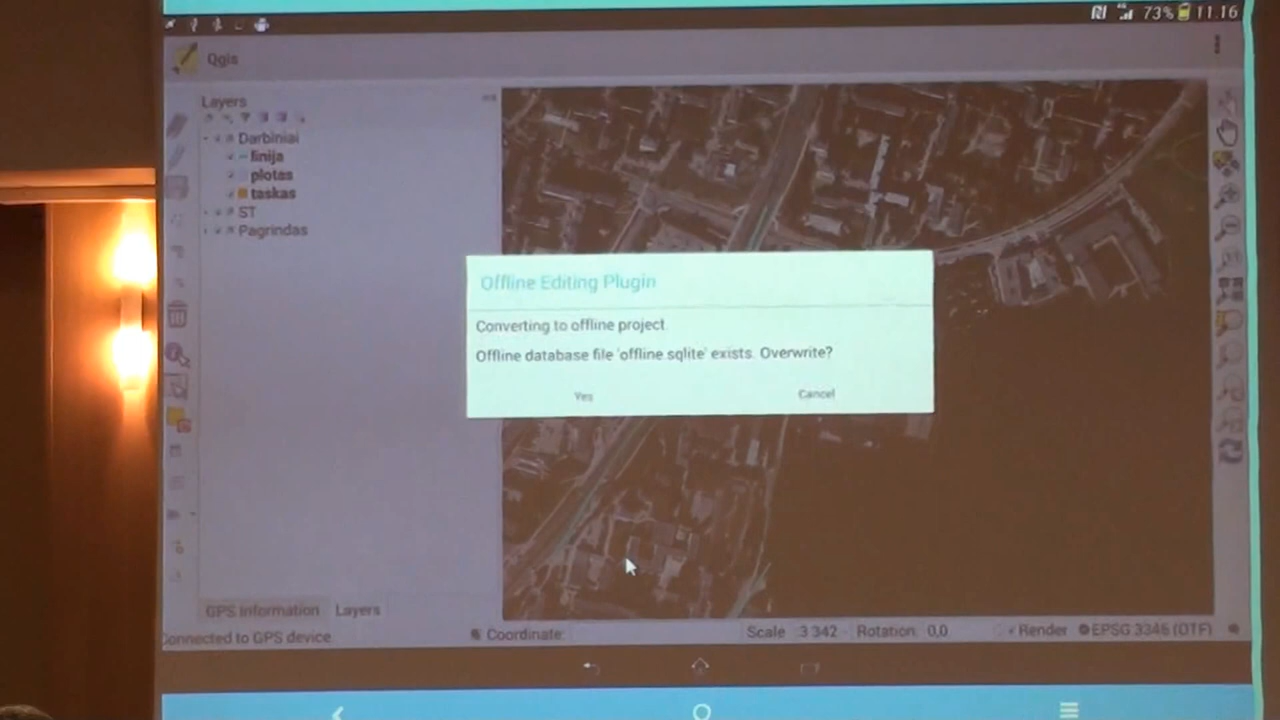 73% 11.16
Qgis
Layers
Darbiniai
linija
plotas
taskas
ST
Pagrindas
Offline Editing Plugin
Converting to offline project.
Offline database file 'offline sqlite' exists. Overwrite?
Yes Cancel
GPS Information Layers
Connected to GPS device
Coordinate: Scale 3 342 Rotation: 0,0 Render EPSG 3346 (OTF)